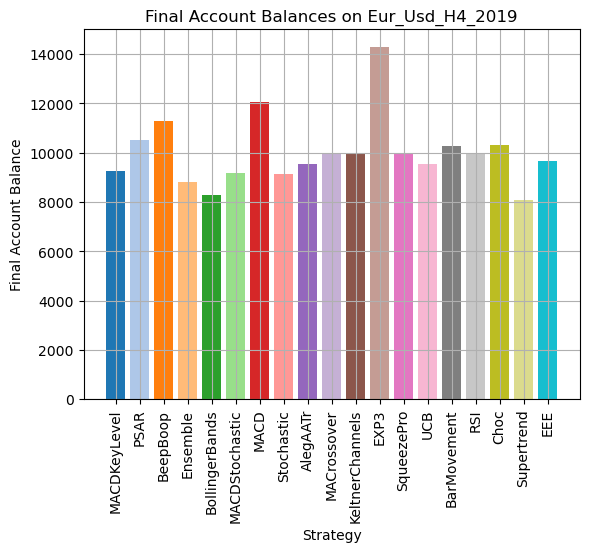 Final Account Balances on Eur_Usd_H4_2019
Final Account Balance
14000
12000
10000
8000
6000
4000
2000
0
MACDKeyLevel
PSAR
BeepBoop
Ensemble
BollingerBands
MACDStochastic
MACD
Stochastic
AlegAATr
MACrossover
KeltnerChannels
EXP3
SqueezePro
UCB
BarMovement
RSI
Choc
Supertrend
EEE
Strategy